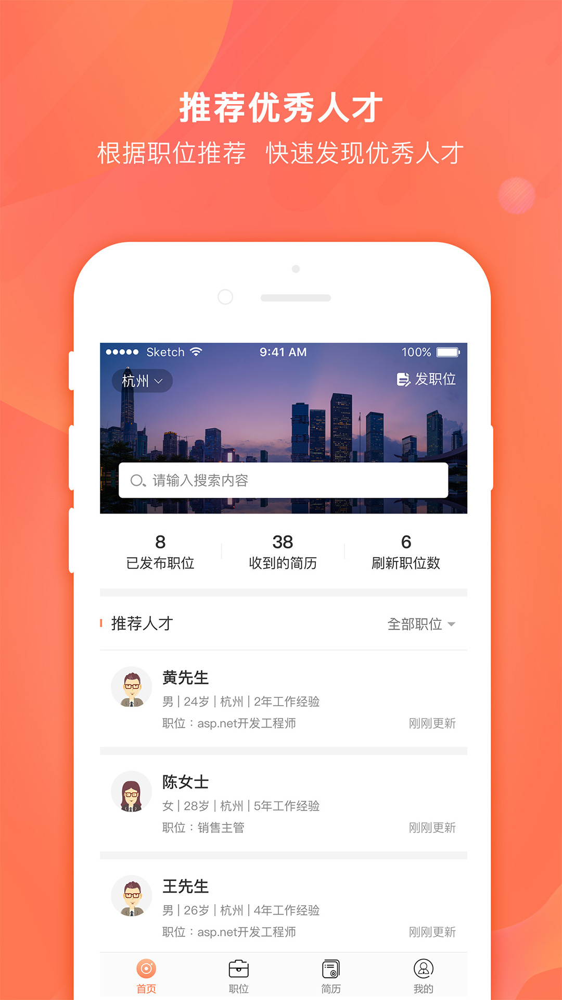 推荐优秀人才
根据职位推荐 快速发现优秀人才
Sketch 9:41 AM 100%
杭州 发职位
请输入搜索内容
8 38 6
已发布职位 收到的简历 刷新职位数
推荐人才 全部职位
黄先生
男 | 24岁 | 杭州 | 2年工作经验
职位：asp.net开发工程师 刚刚更新
陈女士
女 | 28岁 | 杭州 | 5年工作经验
职位：销售主管 刚刚更新
王先生
男 | 26岁 | 杭州 | 4年工作经验
职位：asp.net开发工程师 刚刚更新
首页 职位 简历 我的